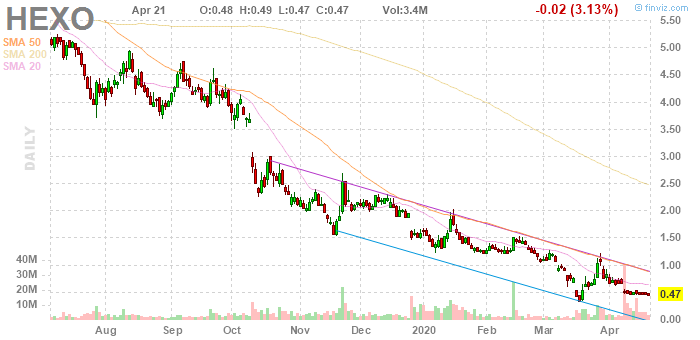 HEXO
Apr 21 O:0.48 H:0.49 L:0.47 C:0.47 Vol:3.4M -0.02 (3.13%)
© finviz.com
SMA 50
SMA 200
SMA 20
DAILY
5.50
5.00
4.50
4.00
3.50
3.00
2.50
2.00
1.50
1.00
0.47
0.00
40M
30M
20M
10M
Aug Sep Oct Nov Dec 2020 Feb Mar Apr